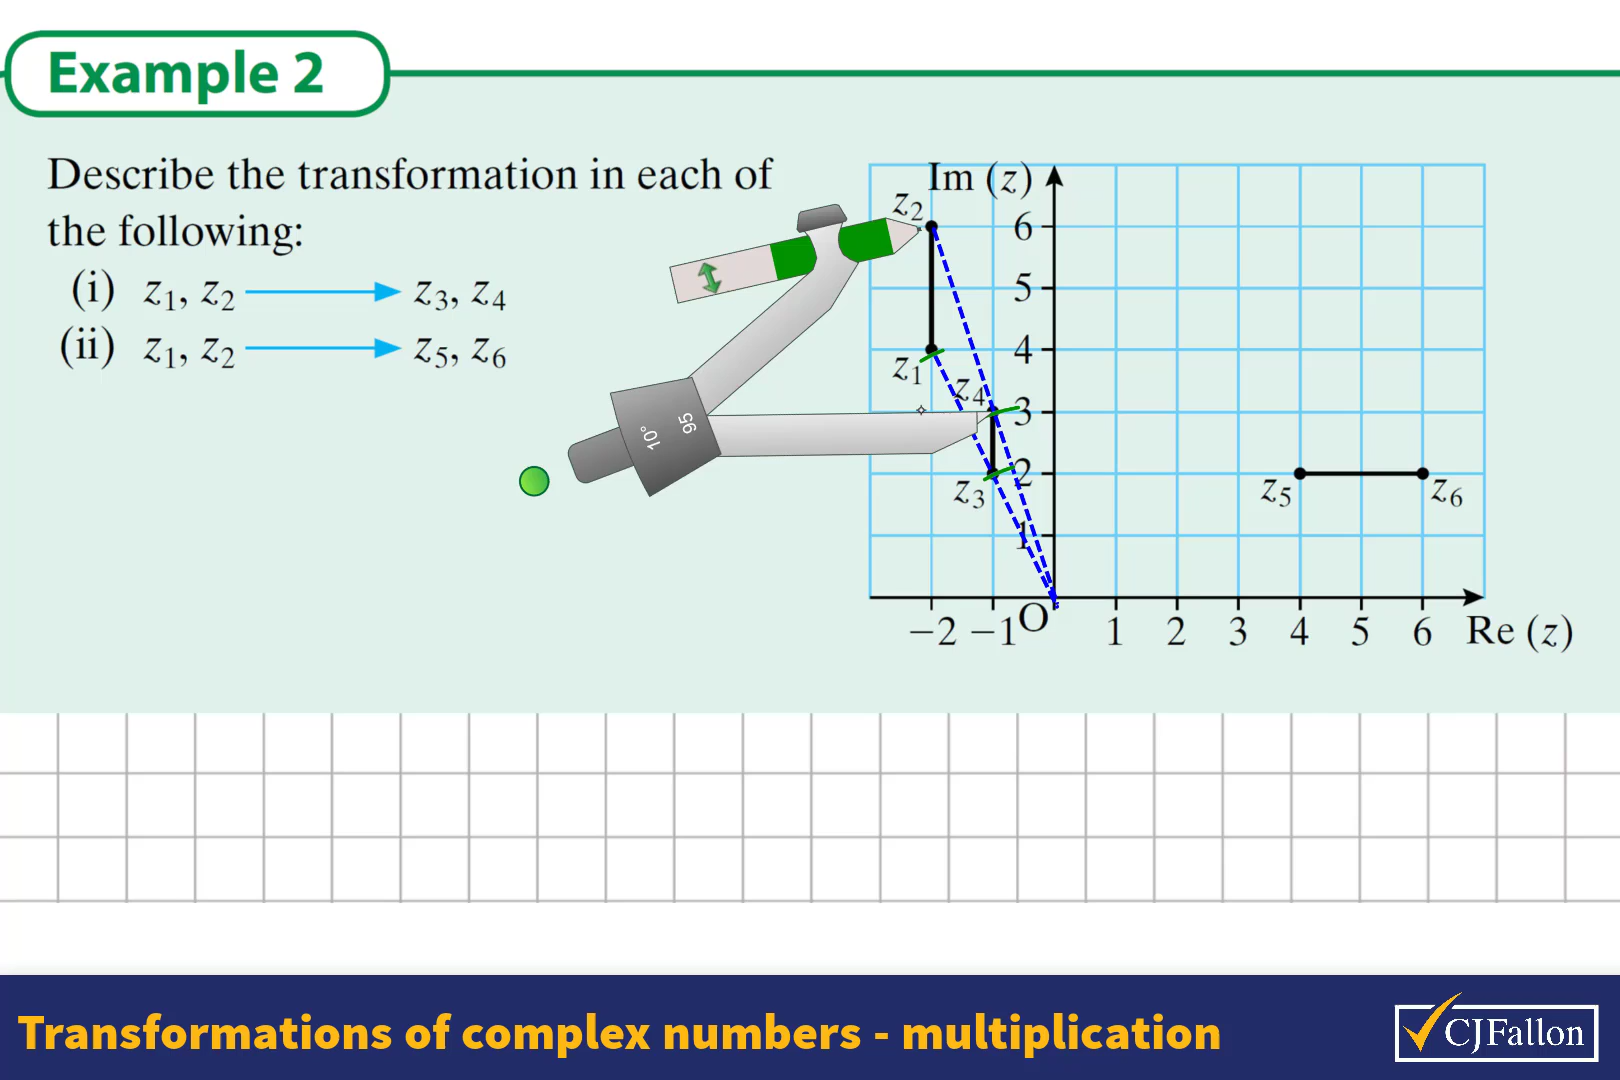 Example 2
Describe the transformation in each of
the following:
(i) z1, z2 → z3, z4
(ii) z1, z2 → z5, z6
Im (z)
z2
6
5
z1
4
z4
3
z3
2
z5
z6
1
−2 −1 O 1 2 3 4 5 6 Re (z)
10° 95
Transformations of complex numbers - multiplication
CJFallon